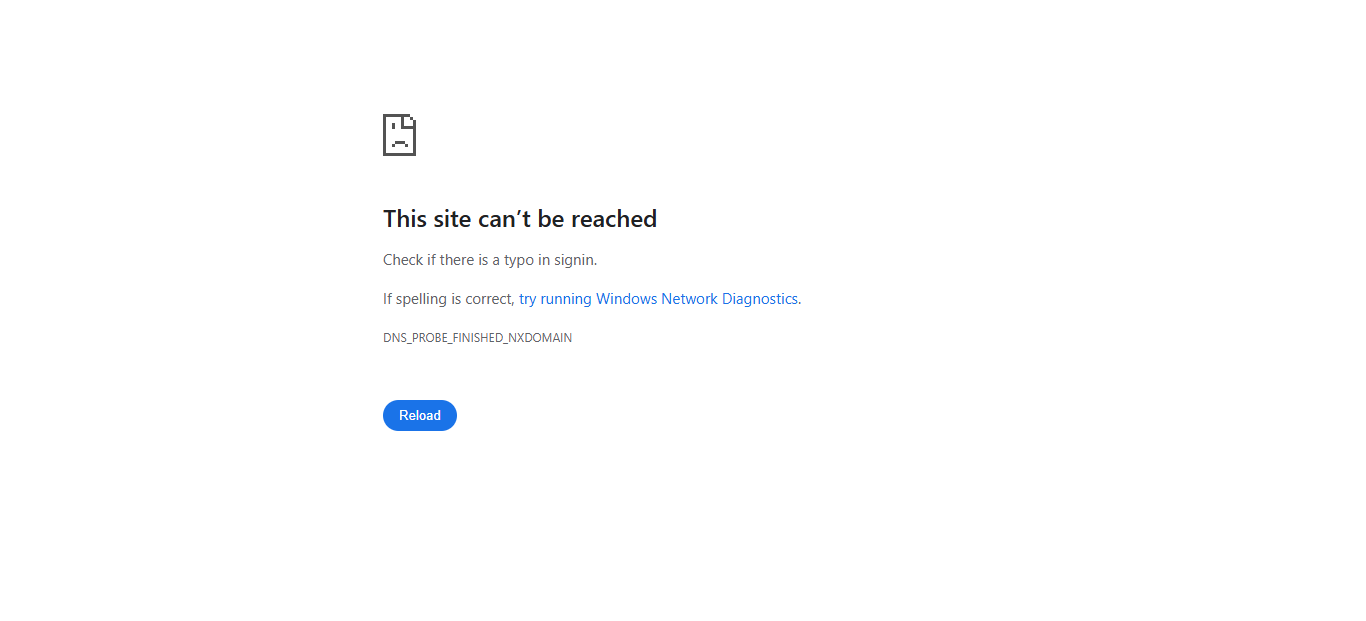 This site can’t be reached
Check if there is a typo in signin.
If spelling is correct, try running Windows Network Diagnostics.
DNS_PROBE_FINISHED_NXDOMAIN
Reload